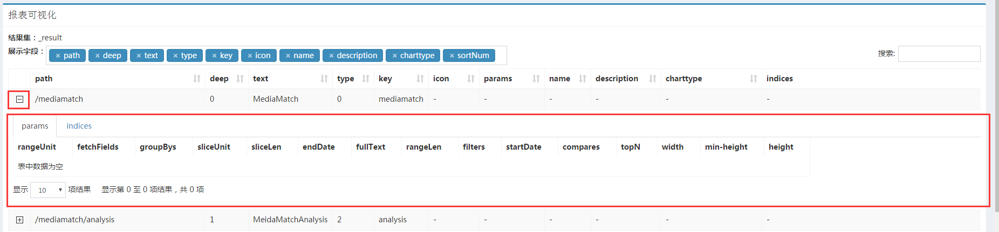 报表可视化
结果集：_result
展示字段： × path × deep × text × type × key × icon × name × description × charttype × sortNum 搜索:
path deep text type key icon params name description charttype indices
/mediamatch 0 MediaMatch 0 mediamatch - - - - - -
params indices
rangeUnit fetchFields groupBys sliceUnit sliceLen endDate fullText rangeLen filters startDate compares topN width min-height height
表中数据为空
显示 10 项结果 显示第 0 至 0 项结果，共 0 项
/mediamatch/analysis 1 MeidaMatchAnalysis 2 analysis - - - - - -